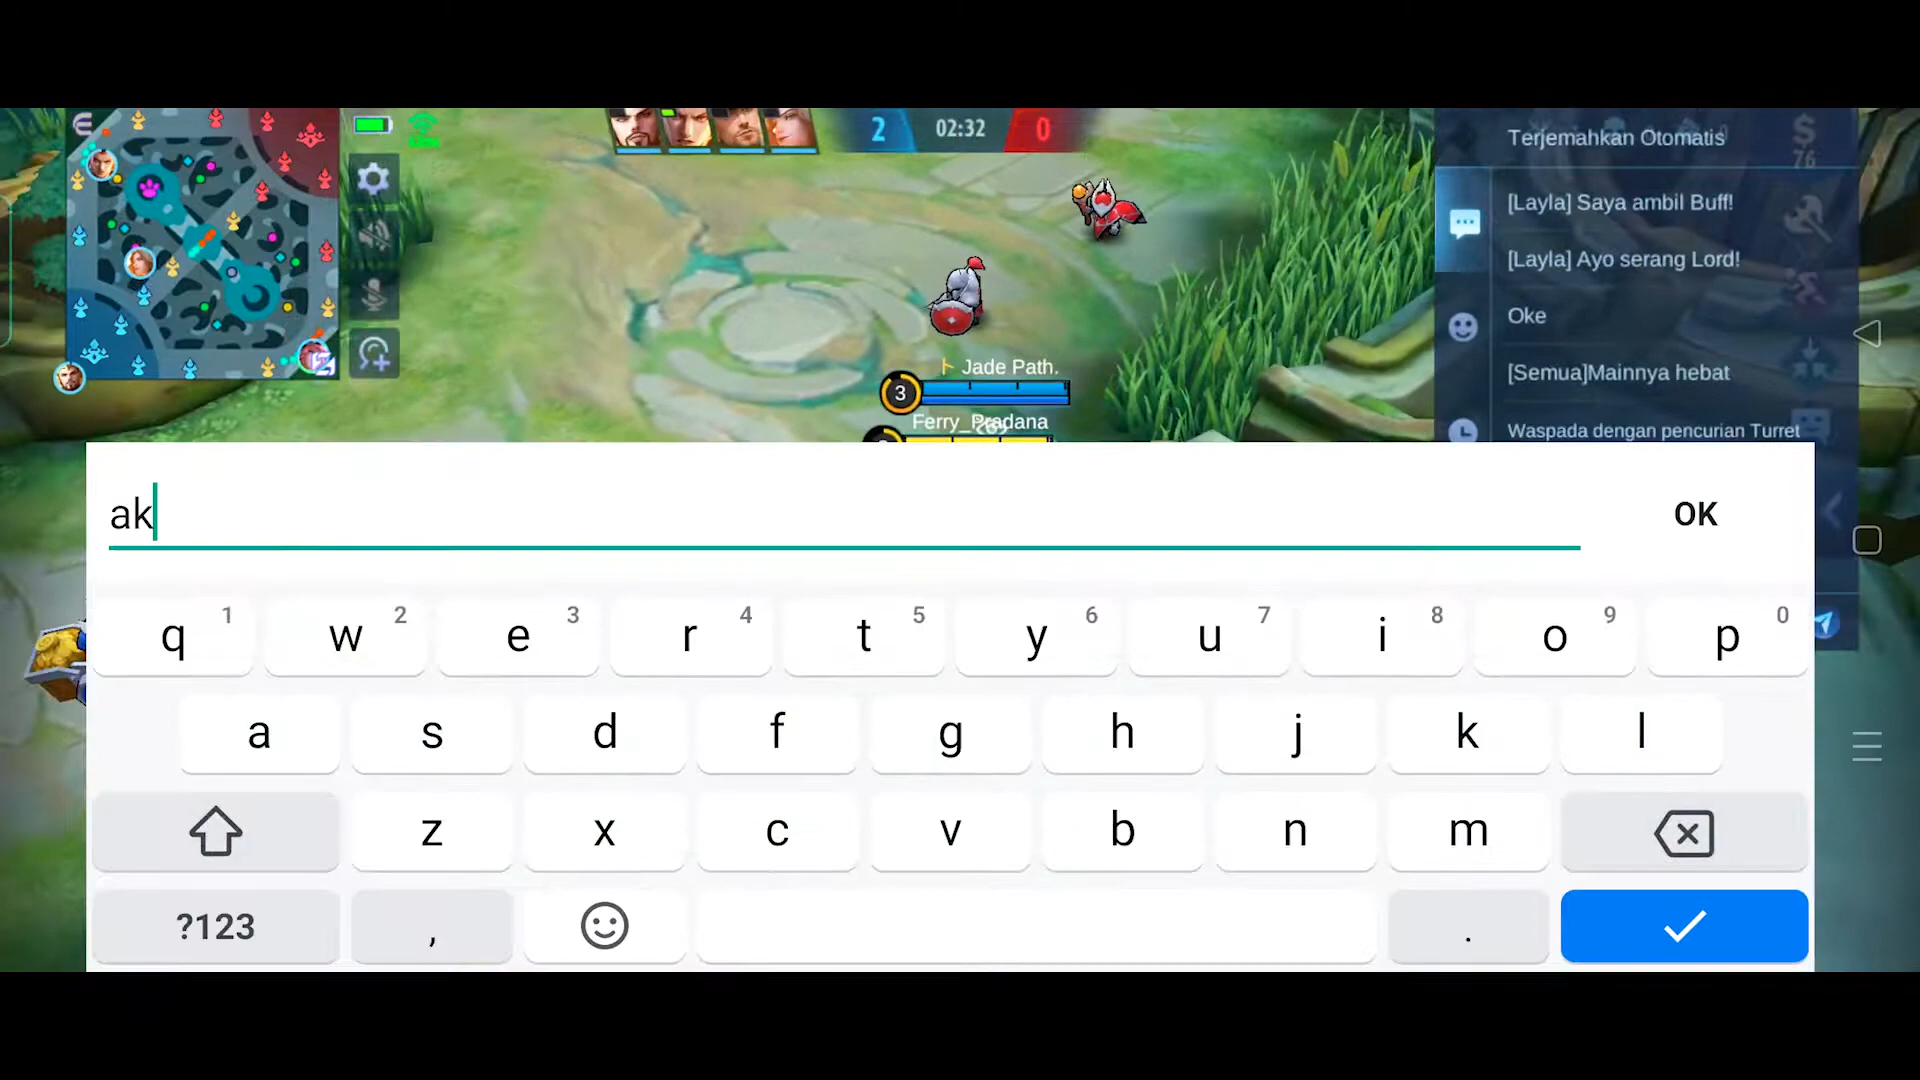 2 02:32 0
76
Terjemahkan Otomatis
[Layla] Saya ambil Buff!
[Layla] Ayo serang Lord!
Oke
[Semua]Mainnya hebat
Waspada dengan pencurian Turret
Jade Path.
3
Ferry_Pradana
ak
OK
q 1 w 2 e 3 r 4 t 5 y 6 u 7 i 8 o 9 p 0
a s d f g h j k l
z x c v b n m
?123 , .